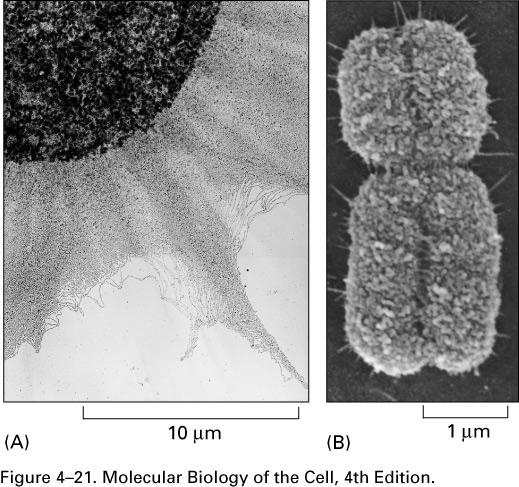 10 μm
1 μm
(A)
(B)
Figure 4–21. Molecular Biology of the Cell, 4th Edition.